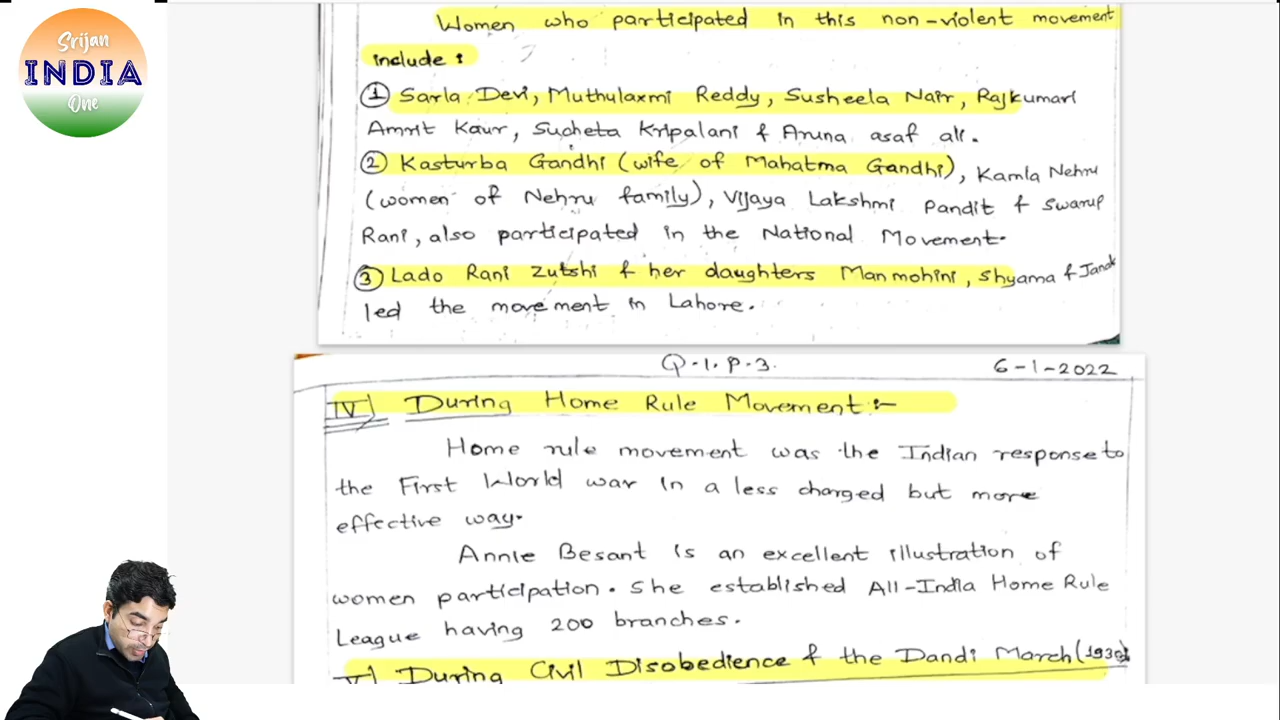 Srijan
INDIA
One
Women who participated in this non-violent movement
include :
① Sarla Devi, Muthulaxmi Reddy, Susheela Nair, Rajkumari
Amrit Kaur, Sucheta Kripalani & Aruna asaf ali.
② Kasturba Gandhi (wife of Mahatma Gandhi), Kamla Nehru
(women of Nehru family), Vijaya Lakshmi Pandit & Swarup
Rani, also participated in the National Movement.
③ Lado Rani Zutshi & her daughters Manmohini, Shyama & Janak
led the movement in Lahore.
Q.1. P.3.
6-1-2022
IV) During Home Rule Movement :-
Home rule movement was the Indian response to
the First World war in a less charged but more
effective way.
Annie Besant is an excellent illustration of
women participation. She established All-India Home Rule
League having 200 branches.
V) During Civil Disobedience & the Dandi March (1930)